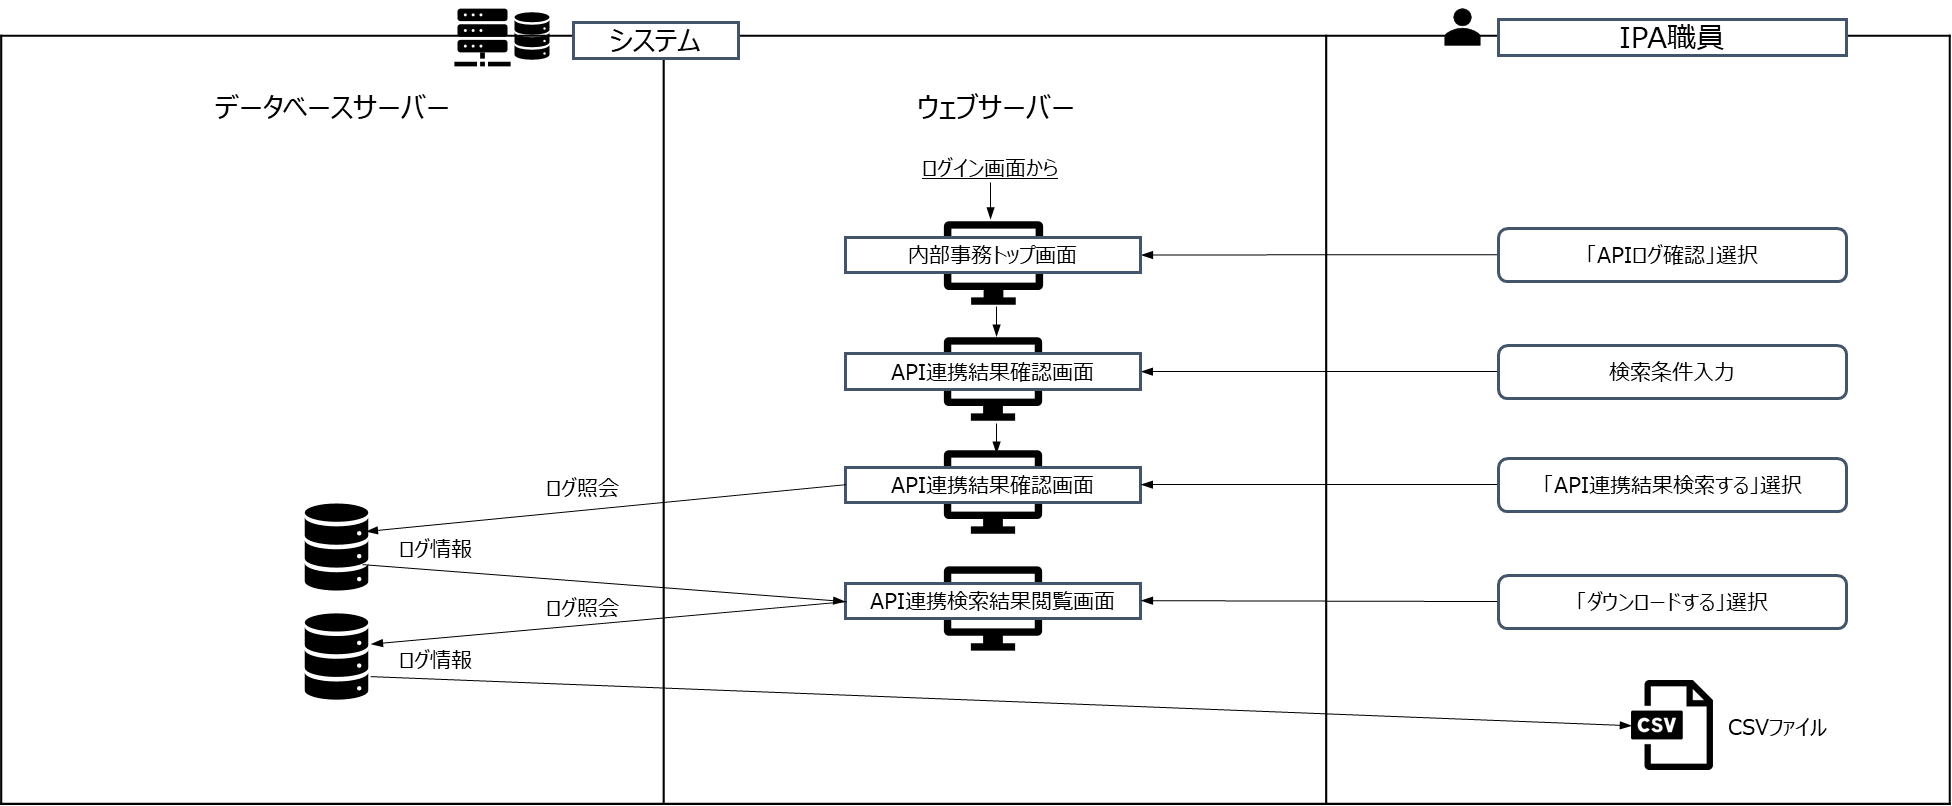 システム
IPA職員
データベースサーバー
ウェブサーバー
ログイン画面から
内部事務トップ画面
「APIログ確認」選択
API連携結果確認画面
検索条件入力
ログ照会
API連携結果確認画面
「API連携結果検索する」選択
ログ情報
ログ照会
API連携検索結果閲覧画面
「ダウンロードする」選択
ログ情報
CSV
CSVファイル